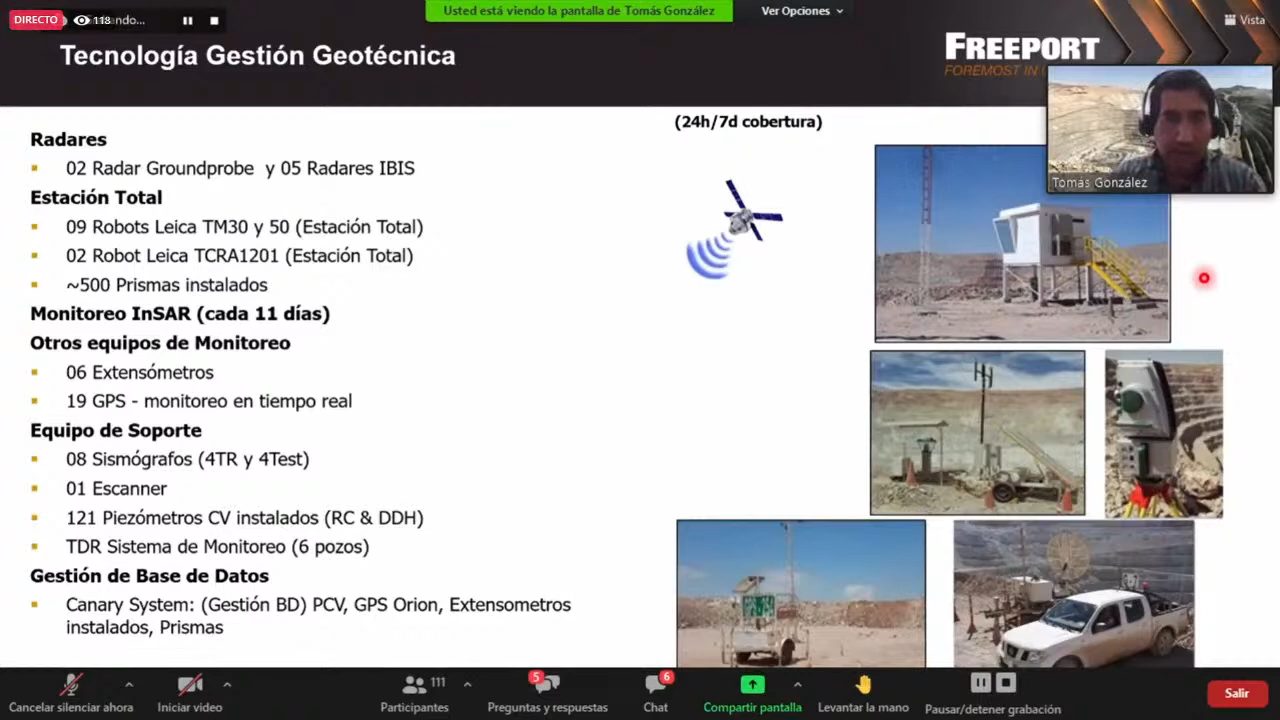 DIRECTO
118
ando...
Usted está viendo la pantalla de Tomás González
Ver Opciones
Vista
Tecnología Gestión Geotécnica
FREEPORT
FOREMOST IN
Tomás González
(24h/7d cobertura)
Radares
02 Radar Groundprobe y 05 Radares IBIS
Estación Total
09 Robots Leica TM30 y 50 (Estación Total)
02 Robot Leica TCRA1201 (Estación Total)
~500 Prismas instalados
Monitoreo InSAR (cada 11 días)
Otros equipos de Monitoreo
06 Extensómetros
19 GPS - monitoreo en tiempo real
Equipo de Soporte
08 Sismógrafos (4TR y 4Test)
01 Escanner
121 Piezómetros CV instalados (RC & DDH)
TDR Sistema de Monitoreo (6 pozos)
Gestión de Base de Datos
Canary System: (Gestión BD) PCV, GPS Orion, Extensometros
instalados, Prismas
Cancelar silenciar ahora
Iniciar video
111
Participantes
5
Preguntas y respuestas
6
Chat
Compartir pantalla
Levantar la mano
Pausar/detener grabación
Salir